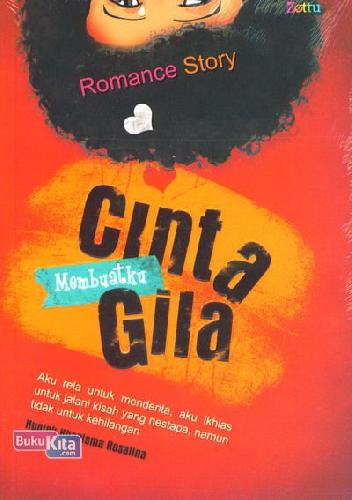 Zettu
Romance Story
Cinta
Membuatku
Gila
Aku rela untuk menderita, aku ikhlas
untuk jalani kisah yang nestapa, namun
tidak untuk kehilangan
Rosalina
BukuKita
.com